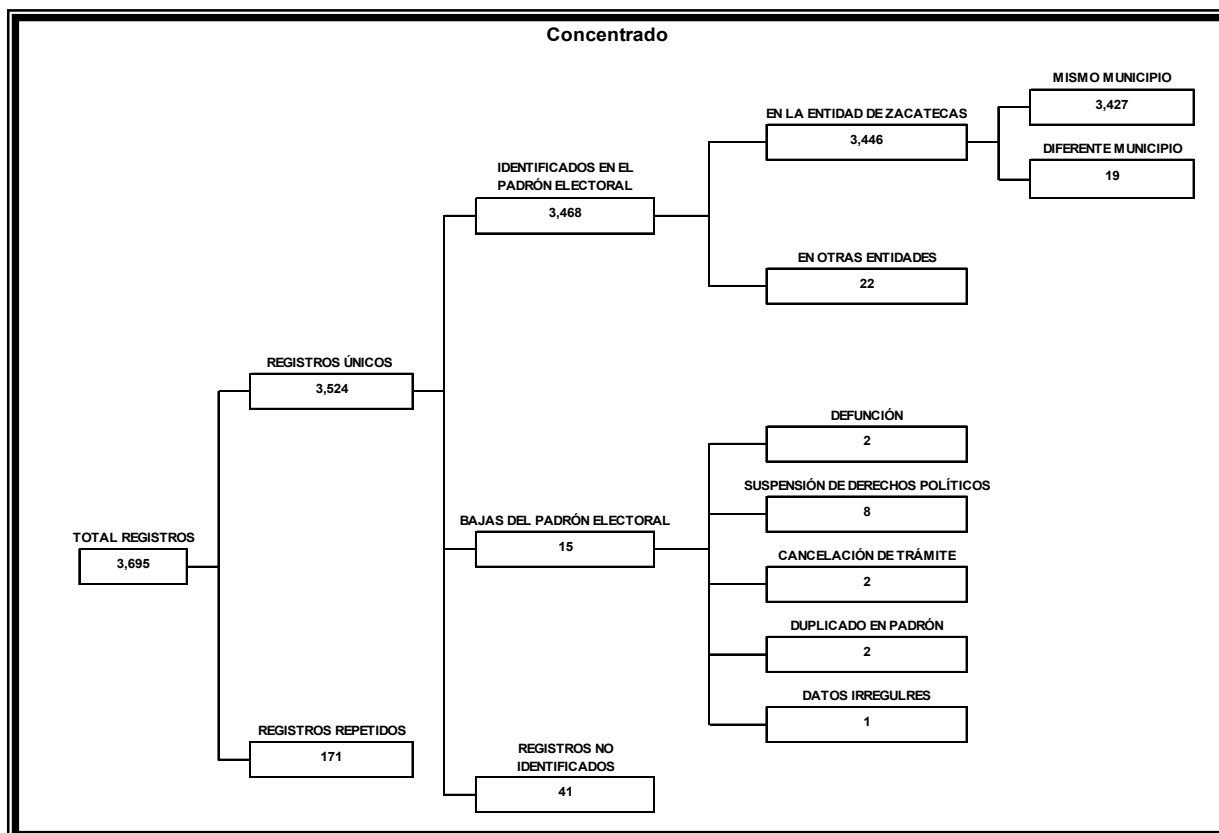 Concentrado
MISMO MUNICIPIO
3,427
EN LA ENTIDAD DE ZACATECAS
3,446
DIFERENTE MUNICIPIO
19
IDENTIFICADOS EN EL
PADRÓN ELECTORAL
3,468
EN OTRAS ENTIDADES
22
REGISTROS ÚNICOS
3,524
DEFUNCIÓN
2
SUSPENSIÓN DE DERECHOS POLÍTICOS
8
BAJAS DEL PADRÓN ELECTORAL
15
TOTAL REGISTROS
3,695
CANCELACIÓN DE TRÁMITE
2
DUPLICADO EN PADRÓN
2
DATOS IRREGULRES
1
REGISTROS REPETIDOS
171
REGISTROS NO
IDENTIFICADOS
41